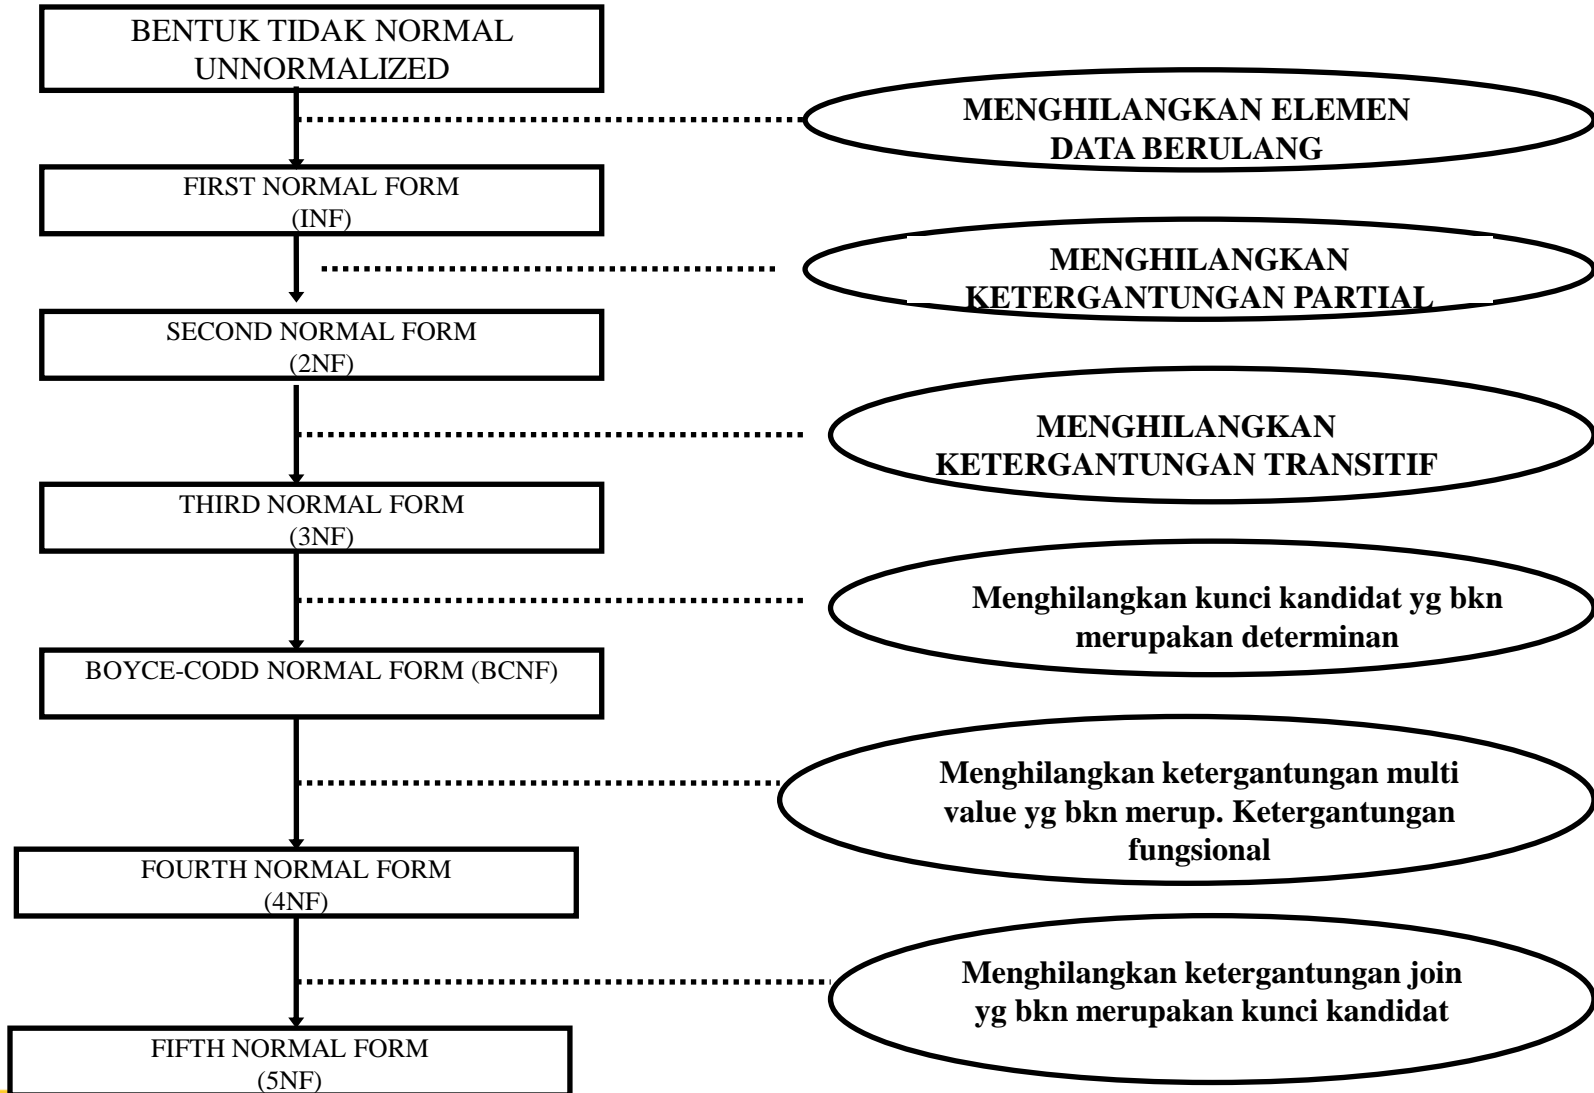 BENTUK TIDAK NORMAL
UNNORMALIZED
MENGHILANGKAN ELEMEN
DATA BERULANG
FIRST NORMAL FORM
(INF)
MENGHILANGKAN
KETERGANTUNGAN PARTIAL
SECOND NORMAL FORM
(2NF)
MENGHILANGKAN
KETERGANTUNGAN TRANSITIF
THIRD NORMAL FORM
(3NF)
Menghilangkan kunci kandidat yg bkn
merupakan determinan
BOYCE-CODD NORMAL FORM (BCNF)
Menghilangkan ketergantungan multi
value yg bkn merup. Ketergantungan
fungsional
FOURTH NORMAL FORM
(4NF)
Menghilangkan ketergantungan join
yg bkn merupakan kunci kandidat
FIFTH NORMAL FORM
(5NF)